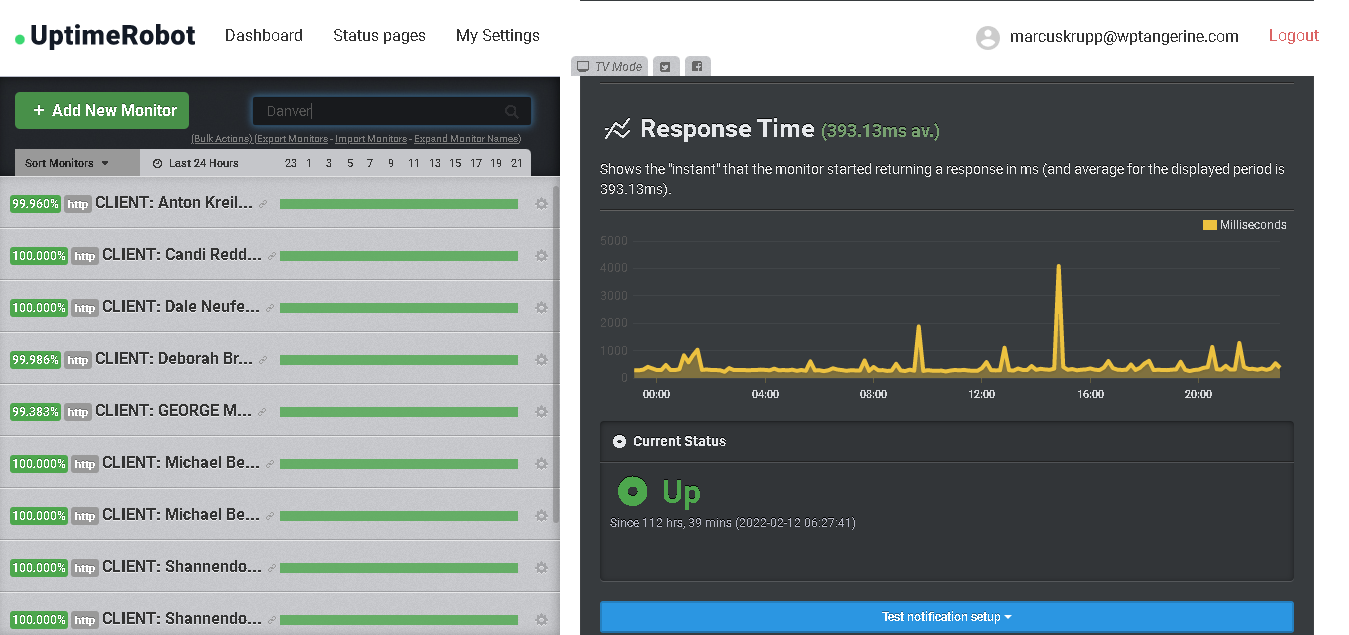 UptimeRobot
Dashboard
Status pages
My Settings
marcuskrupp@wptangerine.com
Logout
TV Mode
+ Add New Monitor
Danver
(Bulk Actions) (Export Monitors - Import Monitors - Expand Monitor Names)
Sort Monitors
Last 24 Hours
23 1 3 5 7 9 11 13 15 17 19 21
99.960% http CLIENT: Anton Kreil...
100.000% http CLIENT: Candi Redd...
100.000% http CLIENT: Dale Neufe...
99.986% http CLIENT: Deborah Br...
99.383% http CLIENT: GEORGE M...
100.000% http CLIENT: Michael Be...
100.000% http CLIENT: Michael Be...
100.000% http CLIENT: Shannendo...
100.000% http CLIENT: Shannendo...
Response Time (393.13ms av.)
Shows the "instant" that the monitor started returning a response in ms (and average for the displayed period is
393.13ms).
Milliseconds
5000
4000
3000
2000
1000
0
00:00 04:00 08:00 12:00 16:00 20:00
Current Status
Up
Since 112 hrs, 39 mins (2022-02-12 06:27:41)
Test notification setup